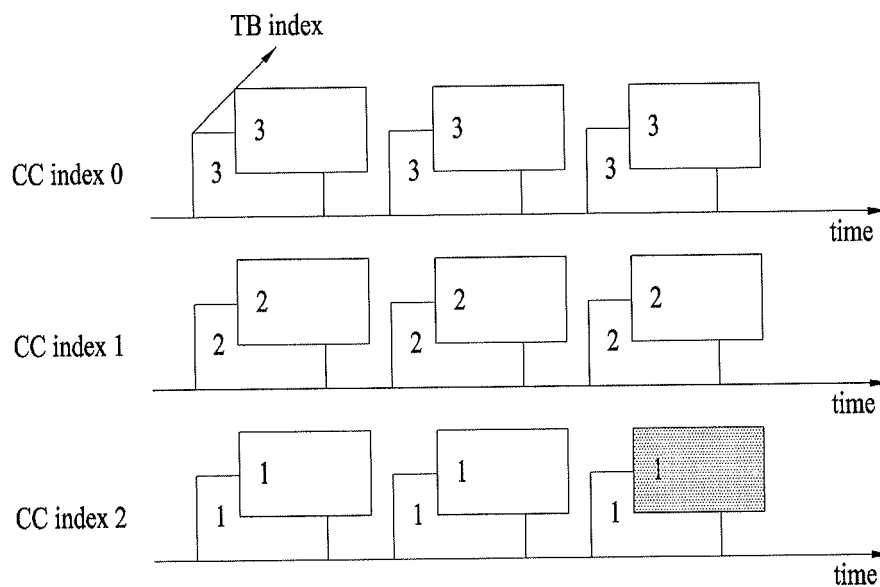 TB index
3 3 3
CC index 0 3 3 3
time
2 2 2
CC index 1 2 2 2
time
1 1 1
CC index 2 1 1 1
time